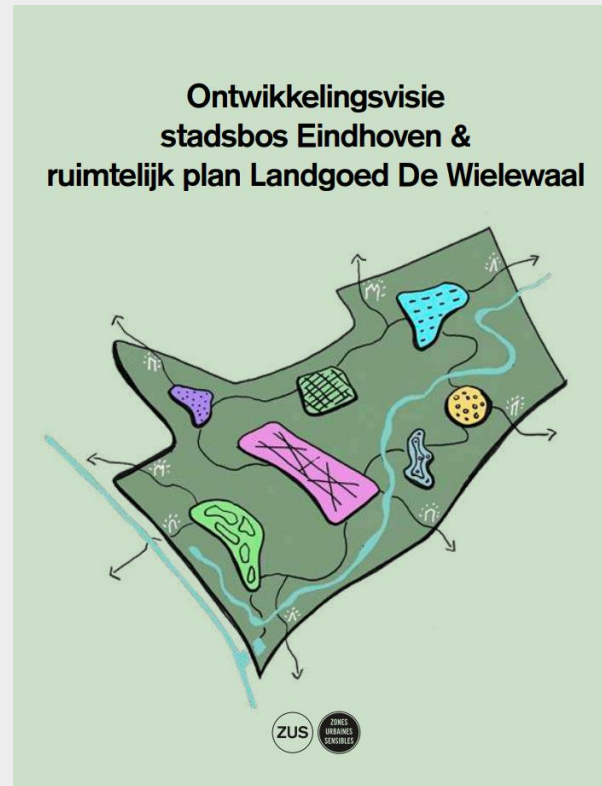 Ontwikkelingsvisie
stadsbos Eindhoven &
ruimtelijk plan Landgoed De Wielewaal
ZUS
ZONES
URBAINES
SENSIBLES